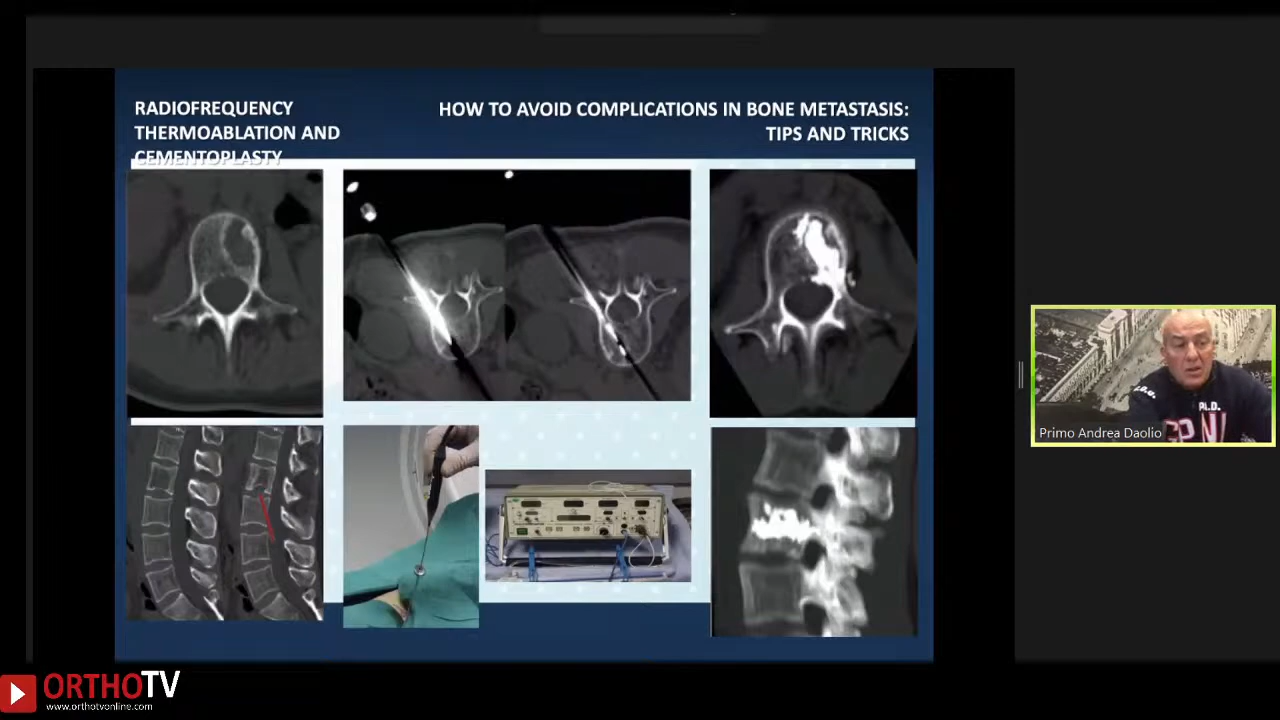 RADIOFREQUENCY
THERMOABLATION AND
CEMENTOPLASTY
HOW TO AVOID COMPLICATIONS IN BONE METASTASIS:
TIPS AND TRICKS
Primo Andrea Daolio
ORTHOTV
www.orthotvonline.com